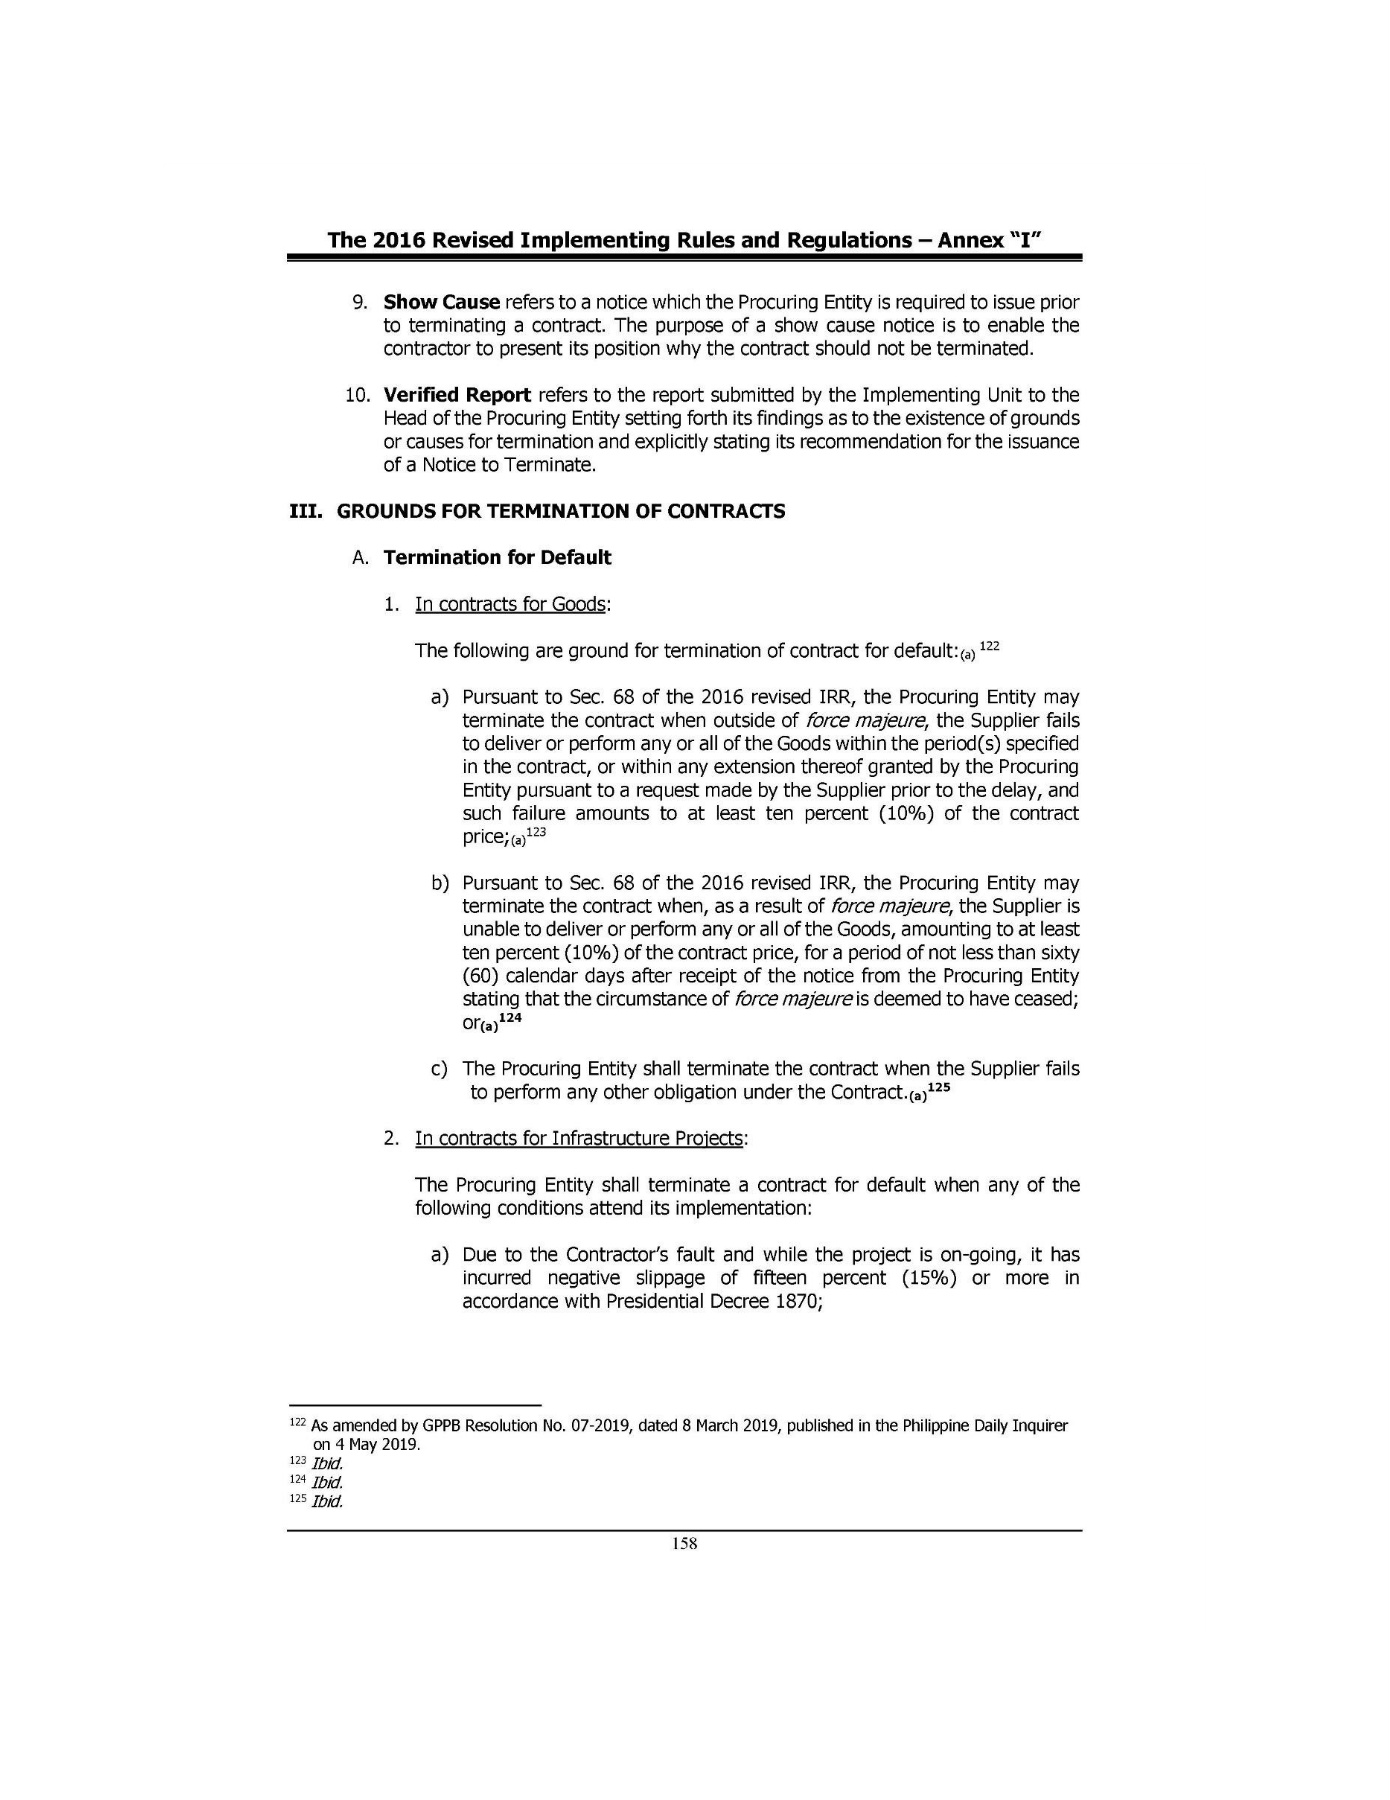 The 2016 Revised Implementing Rules and Regulations – Annex “I”
9. Show Cause refers to a notice which the Procuring Entity is required to issue prior
to terminating a contract. The purpose of a show cause notice is to enable the
contractor to present its position why the contract should not be terminated.
10. Verified Report refers to the report submitted by the Implementing Unit to the
Head of the Procuring Entity setting forth its findings as to the existence of grounds
or causes for termination and explicitly stating its recommendation for the issuance
of a Notice to Terminate.
III. GROUNDS FOR TERMINATION OF CONTRACTS
A. Termination for Default
1. In contracts for Goods:
The following are ground for termination of contract for default:(a) 122
a) Pursuant to Sec. 68 of the 2016 revised IRR, the Procuring Entity may
terminate the contract when outside of force majeure, the Supplier fails
to deliver or perform any or all of the Goods within the period(s) specified
in the contract, or within any extension thereof granted by the Procuring
Entity pursuant to a request made by the Supplier prior to the delay, and
such failure amounts to at least ten percent (10%) of the contract
price;(a)123
b) Pursuant to Sec. 68 of the 2016 revised IRR, the Procuring Entity may
terminate the contract when, as a result of force majeure, the Supplier is
unable to deliver or perform any or all of the Goods, amounting to at least
ten percent (10%) of the contract price, for a period of not less than sixty
(60) calendar days after receipt of the notice from the Procuring Entity
stating that the circumstance of force majeure is deemed to have ceased;
or(a)124
c) The Procuring Entity shall terminate the contract when the Supplier fails
to perform any other obligation under the Contract.(a)125
2. In contracts for Infrastructure Projects:
The Procuring Entity shall terminate a contract for default when any of the
following conditions attend its implementation:
a) Due to the Contractor’s fault and while the project is on-going, it has
incurred negative slippage of fifteen percent (15%) or more in
accordance with Presidential Decree 1870;
122 As amended by GPPB Resolution No. 07-2019, dated 8 March 2019, published in the Philippine Daily Inquirer
on 4 May 2019.
123 Ibid.
124 Ibid.
125 Ibid.
158